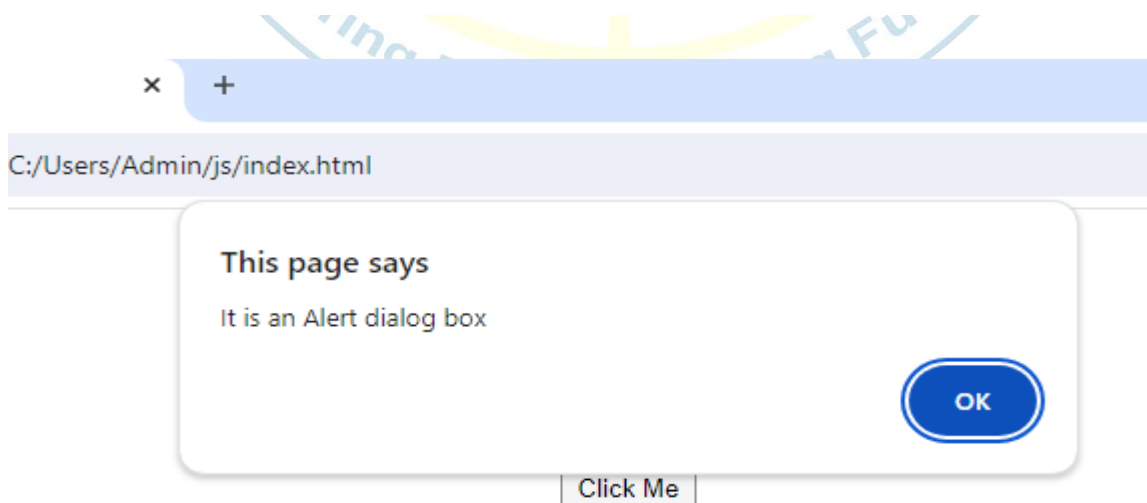 × +
C:/Users/Admin/js/index.html
This page says
It is an Alert dialog box
OK
Click Me